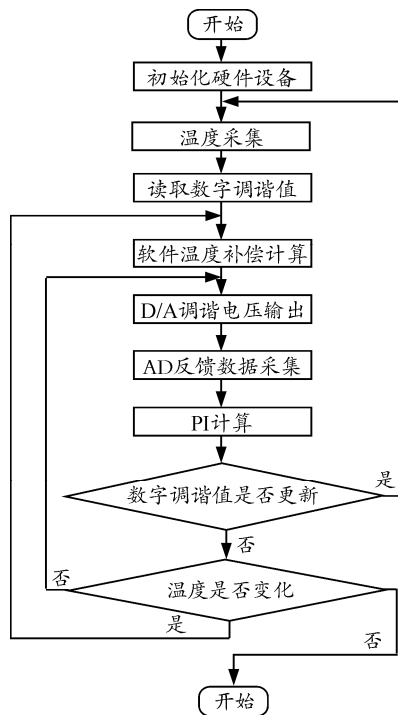 开始
初始化硬件设备
温度采集
读取数字调谐值
软件温度补偿计算
D/A调谐电压输出
AD反馈数据采集
PI计算
数字调谐值是否更新
是
否
温度是否变化
否
是
否
开始